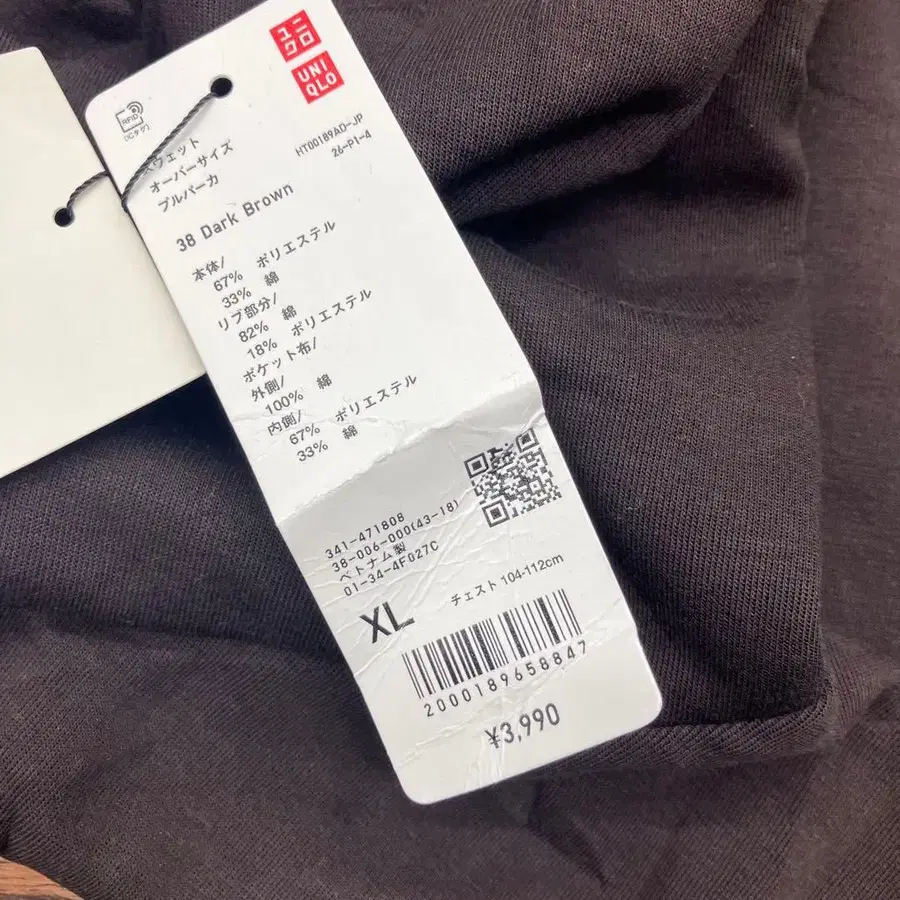 ユニ
クロ
UNI
QLO
RFID
(ICタグ)
HT00189AD-JP
26-P1-4
スウェット
オーバーサイズ
プルパーカ
38 Dark Brown
本体/
67% ポリエステル
33% 綿
リブ部分/
82% 綿
18% ポリエステル
ポケット布/
外側/
100% 綿
内側/
67% ポリエステル
33% 綿
341-471808
38-006-000(43-18)
ベトナム製
01-34-4F027C
XL チェスト 104-112cm
2000189658847
¥3,990